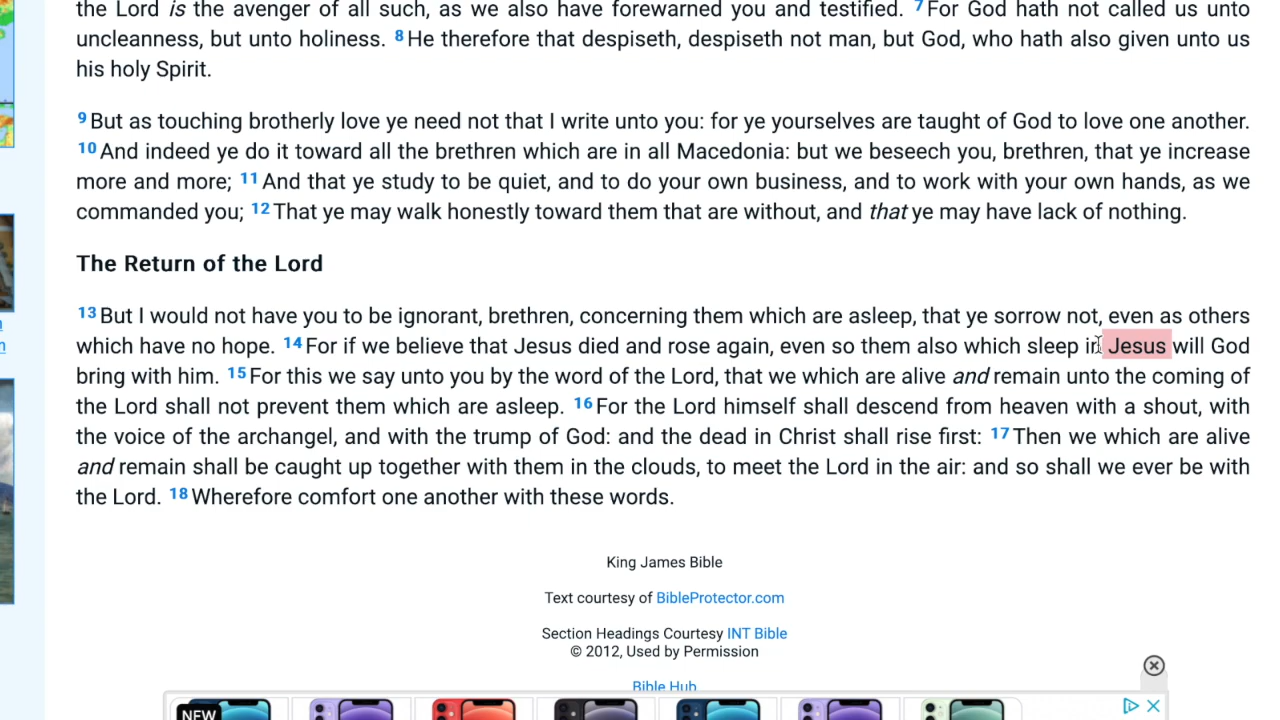 the Lord is the avenger of all such, as we also have forewarned you and testified. 7 For God hath not called us unto
uncleanness, but unto holiness. 8 He therefore that despiseth, despiseth not man, but God, who hath also given unto us
his holy Spirit.
9 But as touching brotherly love ye need not that I write unto you: for ye yourselves are taught of God to love one another.
10 And indeed ye do it toward all the brethren which are in all Macedonia: but we beseech you, brethren, that ye increase
more and more; 11 And that ye study to be quiet, and to do your own business, and to work with your own hands, as we
commanded you; 12 That ye may walk honestly toward them that are without, and that ye may have lack of nothing.
The Return of the Lord
13 But I would not have you to be ignorant, brethren, concerning them which are asleep, that ye sorrow not, even as others
which have no hope. 14 For if we believe that Jesus died and rose again, even so them also which sleep in Jesus will God
bring with him. 15 For this we say unto you by the word of the Lord, that we which are alive and remain unto the coming of
the Lord shall not prevent them which are asleep. 16 For the Lord himself shall descend from heaven with a shout, with
the voice of the archangel, and with the trump of God: and the dead in Christ shall rise first: 17 Then we which are alive
and remain shall be caught up together with them in the clouds, to meet the Lord in the air: and so shall we ever be with
the Lord. 18 Wherefore comfort one another with these words.
King James Bible
Text courtesy of BibleProtector.com
Section Headings Courtesy INT Bible
© 2012, Used by Permission
Bible Hub
NEW